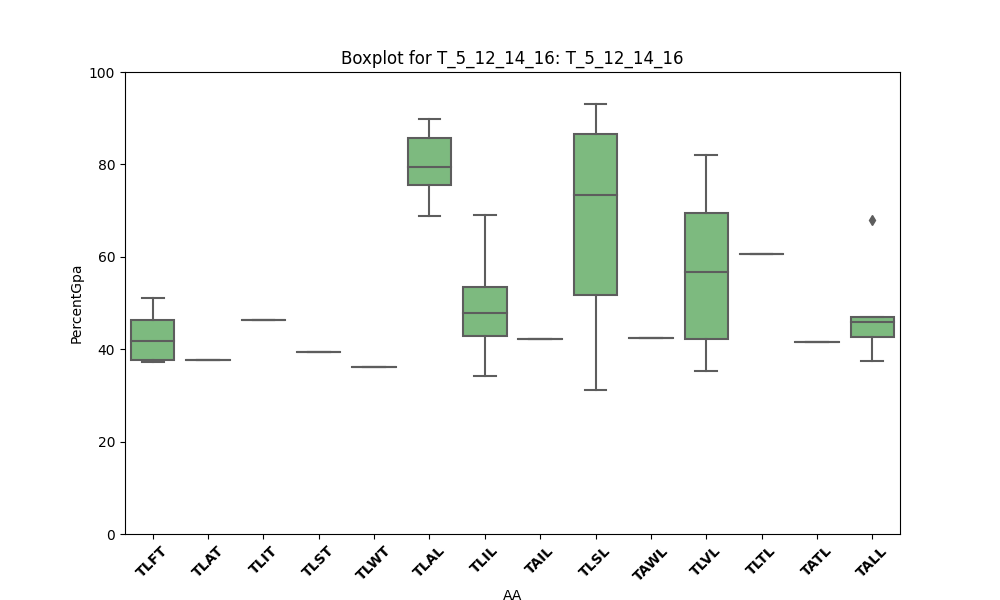 Boxplot for T_5_12_14_16: T_5_12_14_16
100
80
60
40
20
0
PercentGpa
TLFT TLAT TLIT TLST TLWT TLAL TLIL TAIL TLSL TAWL TLVL TLTL TATL TALL
AA